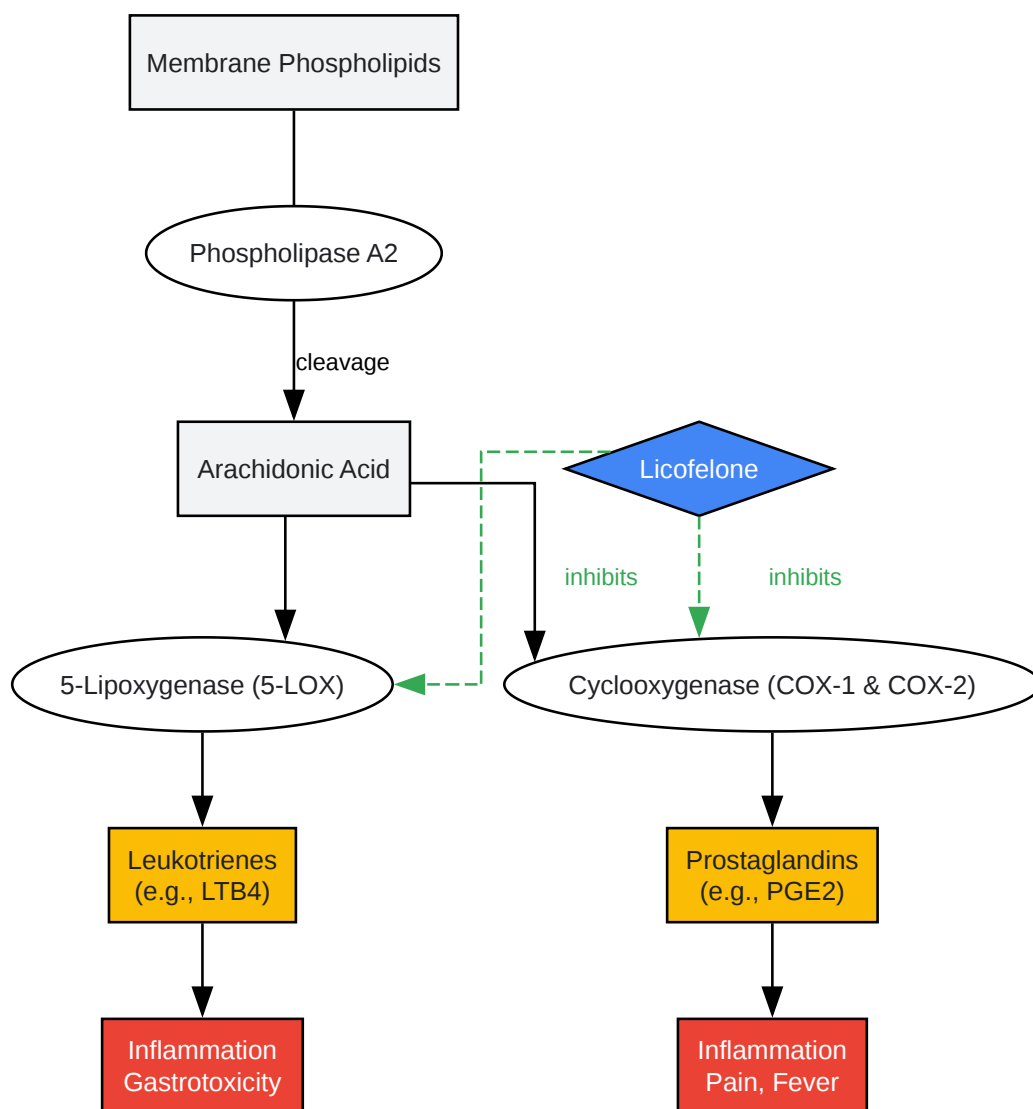 Membrane Phospholipids
Phospholipase A2
cleavage
Arachidonic Acid
Licofelone
inhibits
inhibits
5-Lipoxygenase (5-LOX)
Cyclooxygenase (COX-1 & COX-2)
Leukotrienes
(e.g., LTB4)
Prostaglandins
(e.g., PGE2)
Inflammation
Gastrotoxicity
Inflammation
Pain, Fever